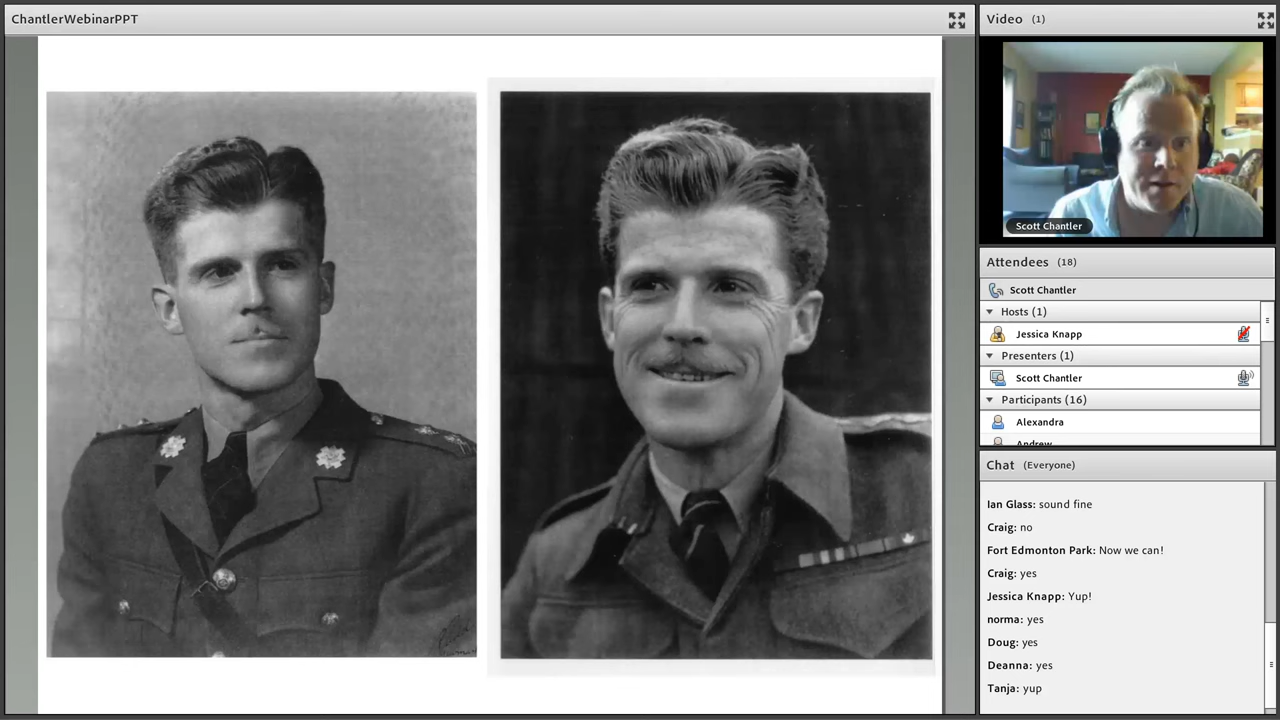 ChantlerWebinarPPT
Video (1)
Scott Chantler
Attendees (18)
Scott Chantler
Hosts (1)
Jessica Knapp
Presenters (1)
Scott Chantler
Participants (16)
Alexandra
Andrew
Chat (Everyone)
Ian Glass: sound fine
Craig: no
Fort Edmonton Park: Now we can!
Craig: yes
Jessica Knapp: Yup!
norma: yes
Doug: yes
Deanna: yes
Tanja: yup